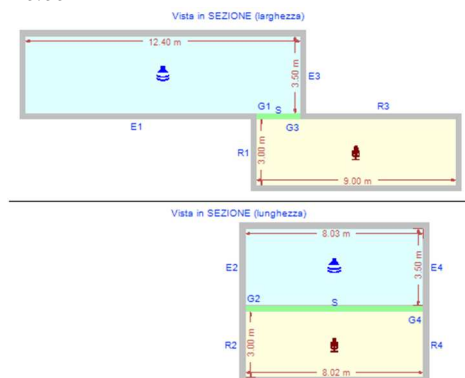 Vista in SEZIONE (larghezza)
12.40 m
3.50 m
E3
G1
S
R3
E1
G3
R1
3.00 m
9.00 m
Vista in SEZIONE (lunghezza)
8.03 m
3.50 m
E2
E4
G2
S
G4
R2
3.00 m
R4
8.02 m